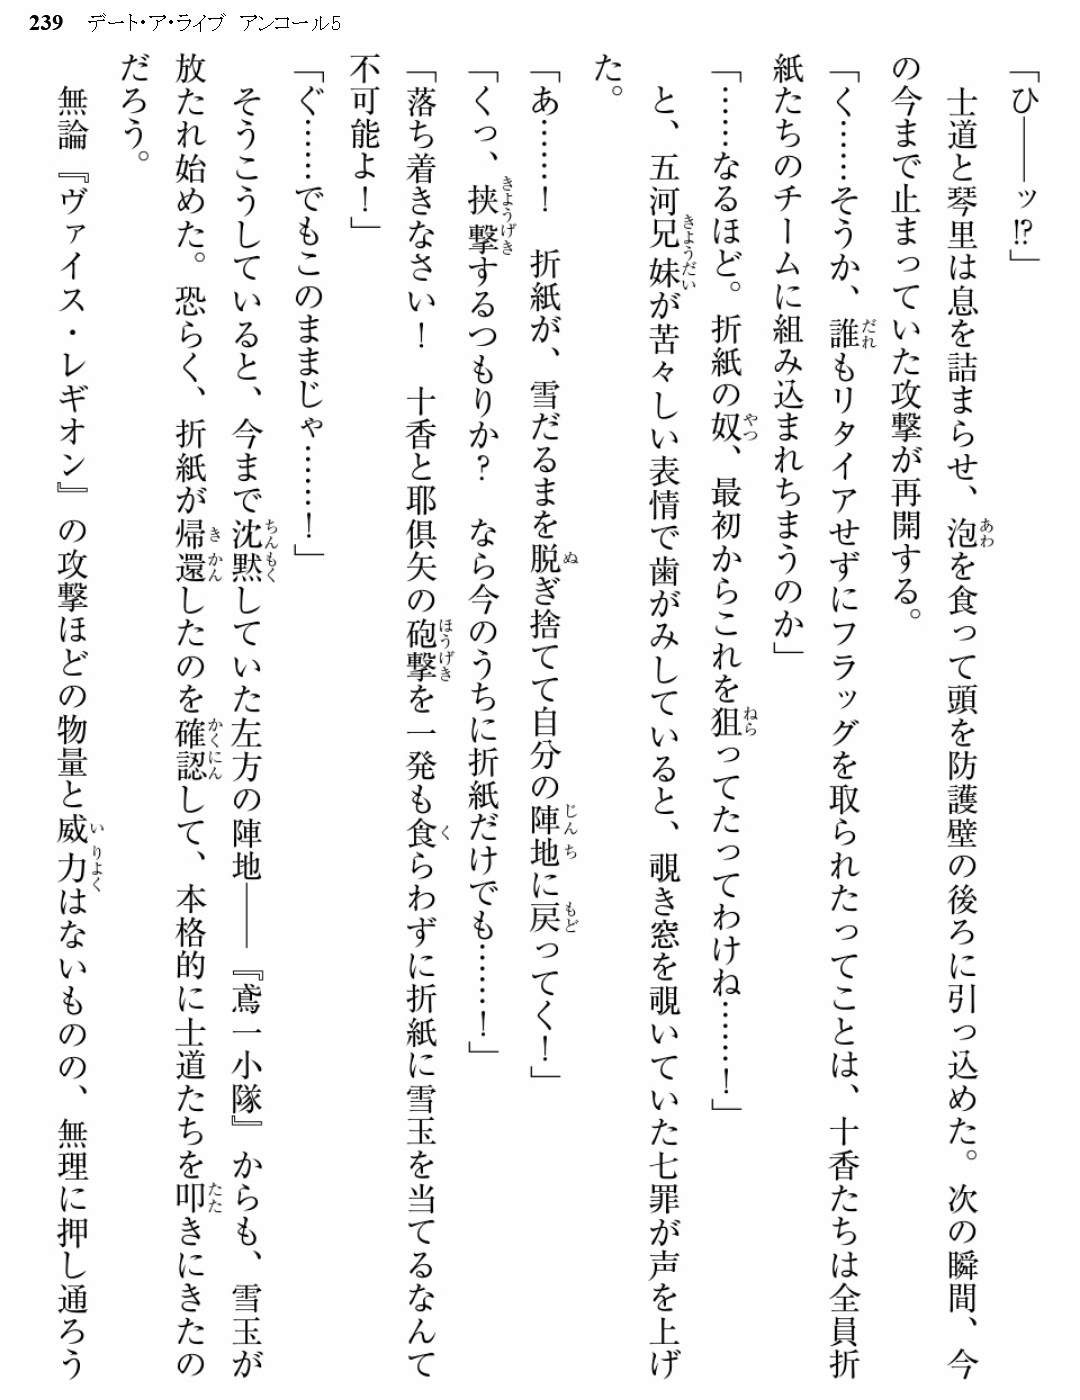 239 デート・ア・ライブ アンコール5
「ひ――ッ!?」
　士道と琴里は息を詰まらせ、泡を食って頭を防護壁の後ろに引っ込めた。次の瞬間、今
の今まで止まっていた攻撃が再開する。
「く……そうか、誰もリタイアせずにフラッグを取られたってことは、十香たちは全員折
紙たちのチームに組み込まれちまうのか」
「……なるほど。折紙の奴、最初からこれを狙ってたってわけね……！」
　と、五河兄妹が苦々しい表情で歯がみしていると、覗き窓を覗いていた七罪が声を上げ
た。
「あ……！　折紙が、雪だるまを脱ぎ捨てて自分の陣地に戻ってく！」
「くっ、挟撃するつもりか？　なら今のうちに折紙だけでも……！」
「落ち着きなさい！　十香と耶倶矢の砲撃を一発も食らわずに折紙に雪玉を当てるなんて
不可能よ！」
「ぐ……でもこのままじゃ……！」
　そうこうしていると、今まで沈黙していた左方の陣地――『鳶一小隊』からも、雪玉が
放たれ始めた。恐らく、折紙が帰還したのを確認して、本格的に士道たちを叩きにきたの
だろう。
　無論『ヴァイス・レギオン』の攻撃ほどの物量と威力はないものの、無理に押し通ろう